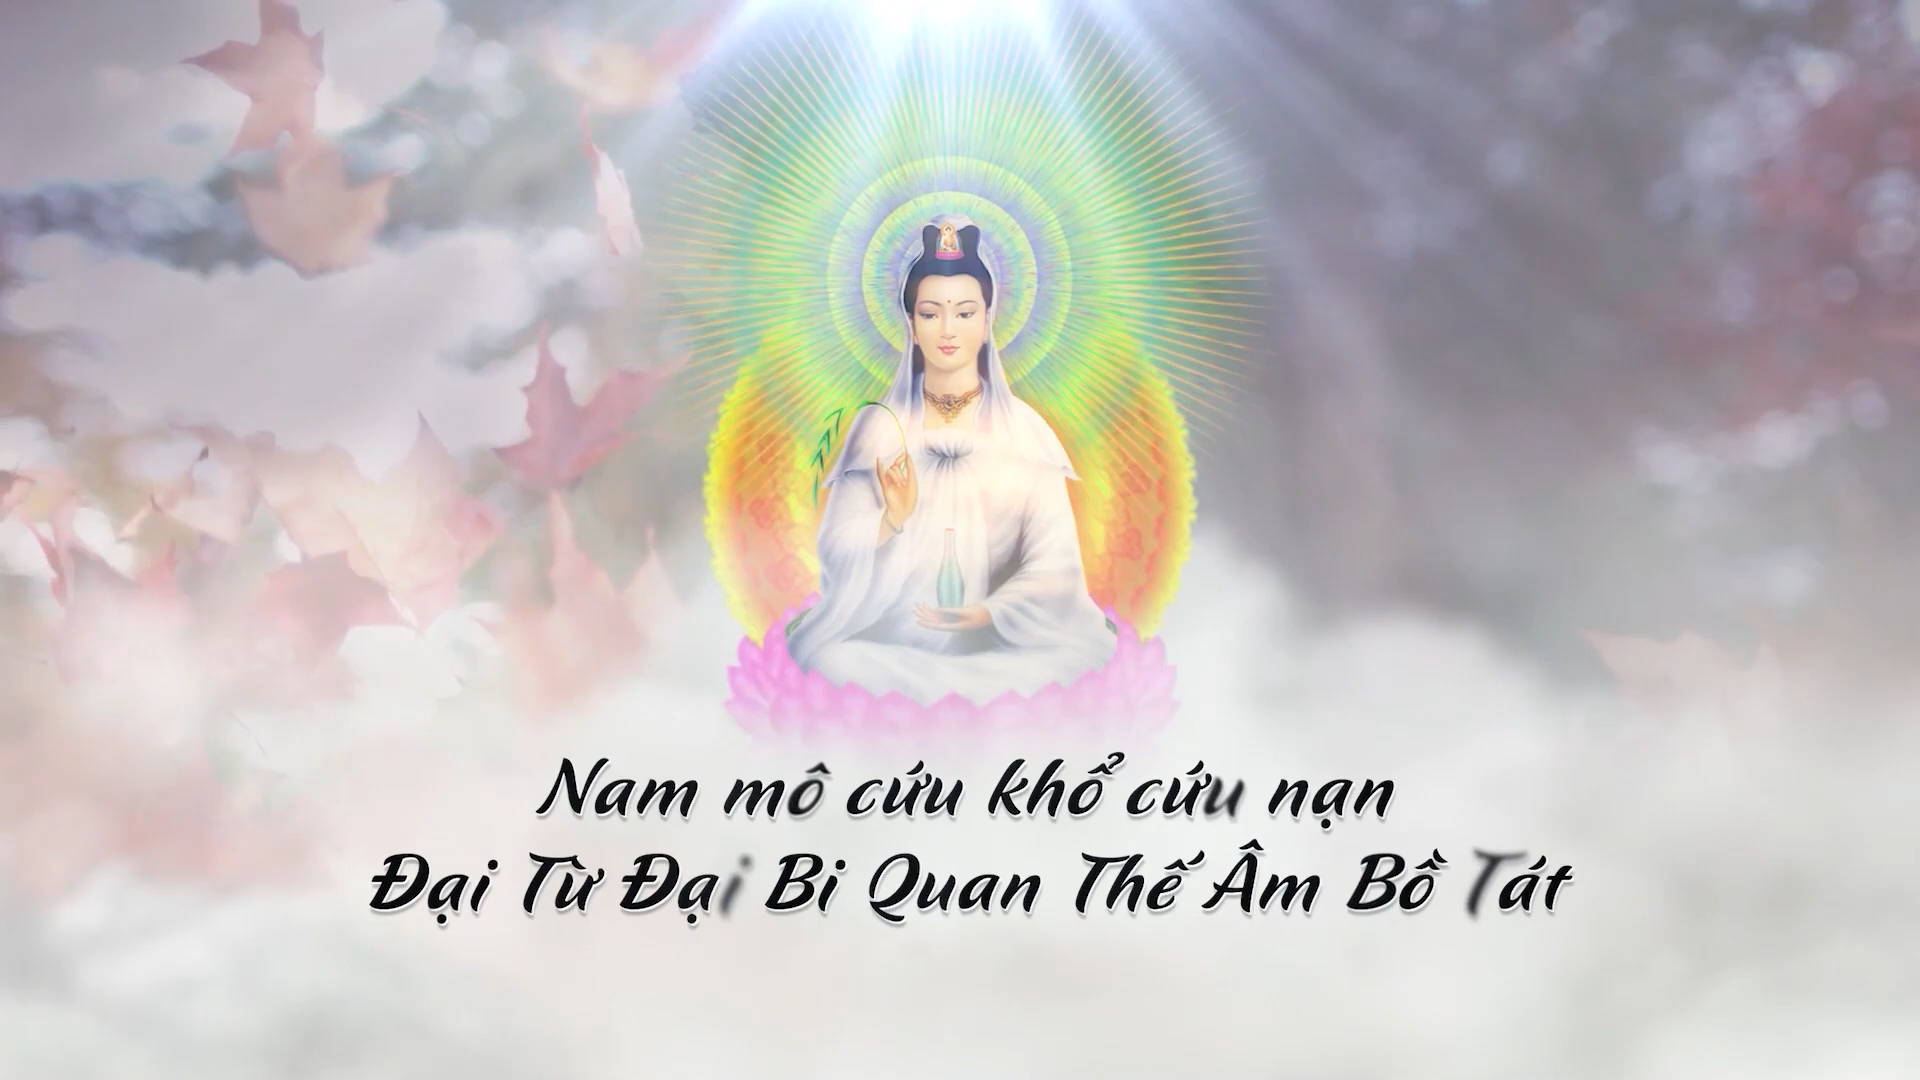 Nam mô cứu khổ cứu nạn
Đại Từ Đại Bi Quan Thế Âm Bồ Tát